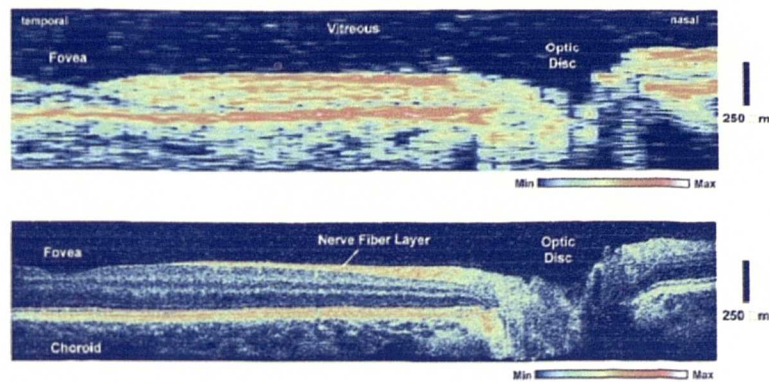 temporal
nasal
Vitreous
Fovea
Optic
Disc
250 m
Min Max
Nerve Fiber Layer
Fovea
Optic
Disc
250 m
Choroid
Min Max